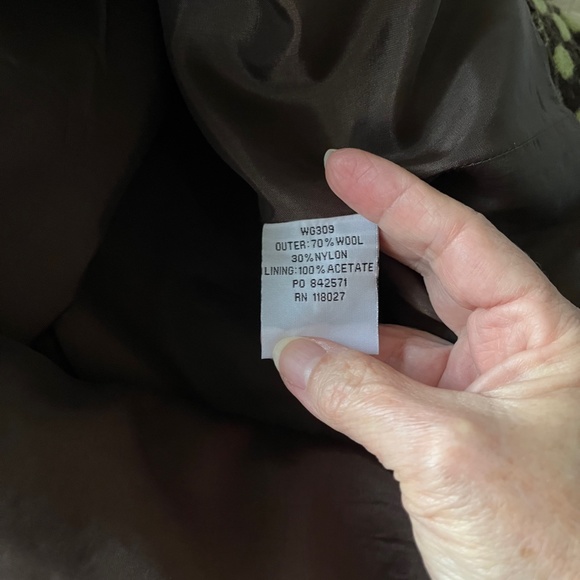 WG309
OUTER:70% WOOL
30% NYLON
LINING:100% ACETATE
PO 842571
RN 118027